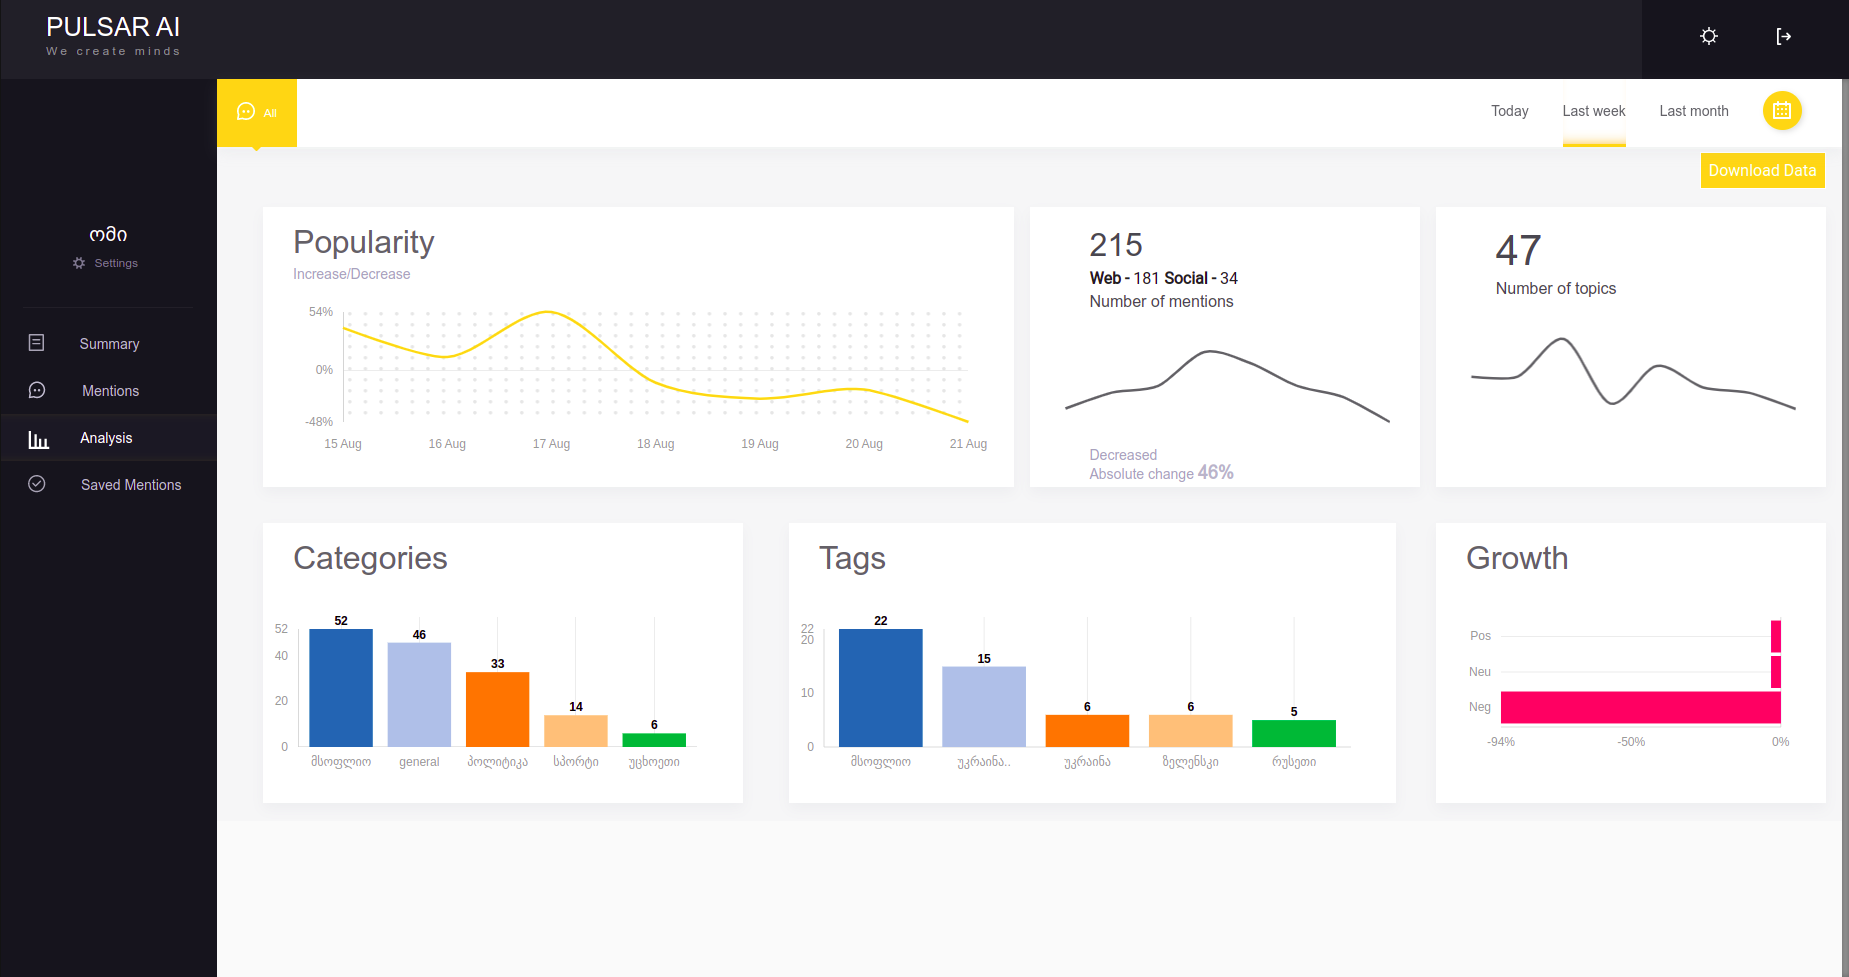 PULSAR AI
We create minds
All
Today
Last week
Last month
Download Data
ომი
Settings
Summary
Mentions
Analysis
Saved Mentions
Popularity
Increase/Decrease
54%
0%
-48%
15 Aug
16 Aug
17 Aug
18 Aug
19 Aug
20 Aug
21 Aug
215
Web - 181 Social - 34
Number of mentions
Decreased
Absolute change 46%
47
Number of topics
Categories
52
40
20
0
52
46
33
14
6
მსოფლიო
general
პოლიტიკა
სპორტი
უცხოეთი
Tags
22
20
10
0
22
15
6
6
5
მსოფლიო
უკრაინა..
უკრაინა
ზელენსკი
რუსეთი
Growth
Pos
Neu
Neg
-94%
-50%
0%